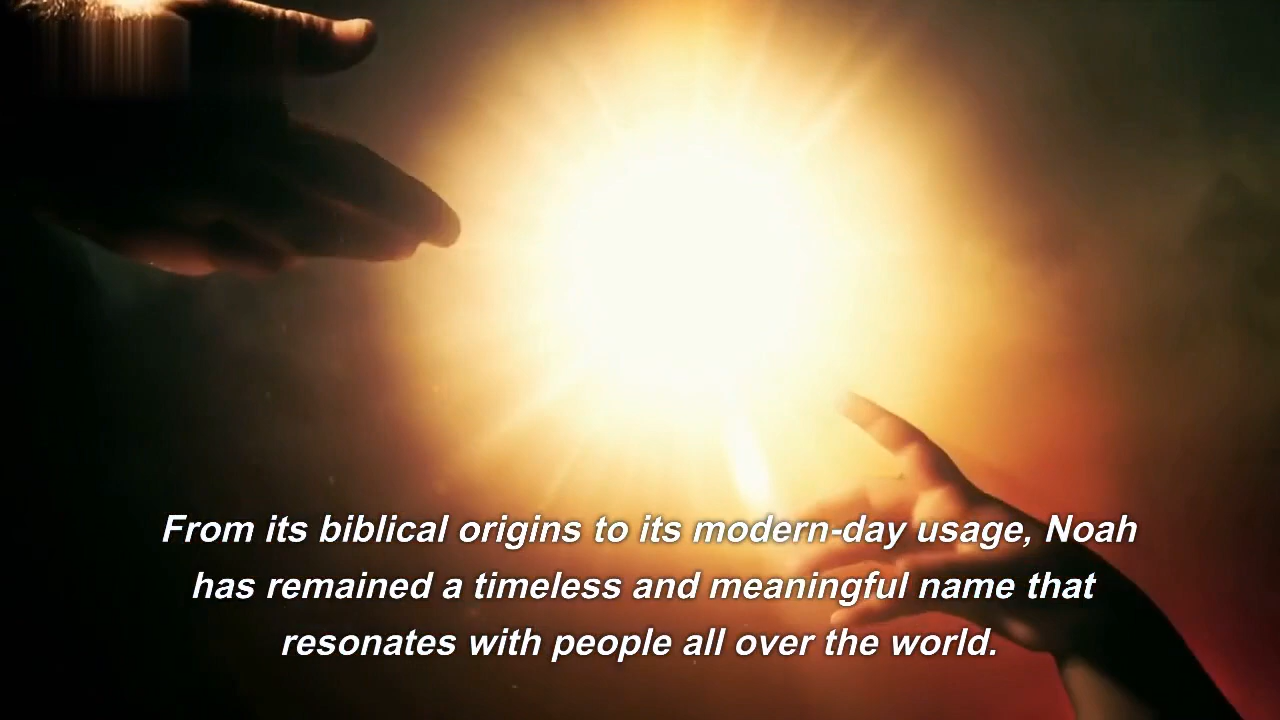 From its biblical origins to its modern-day usage, Noah
has remained a timeless and meaningful name that
resonates with people all over the world.